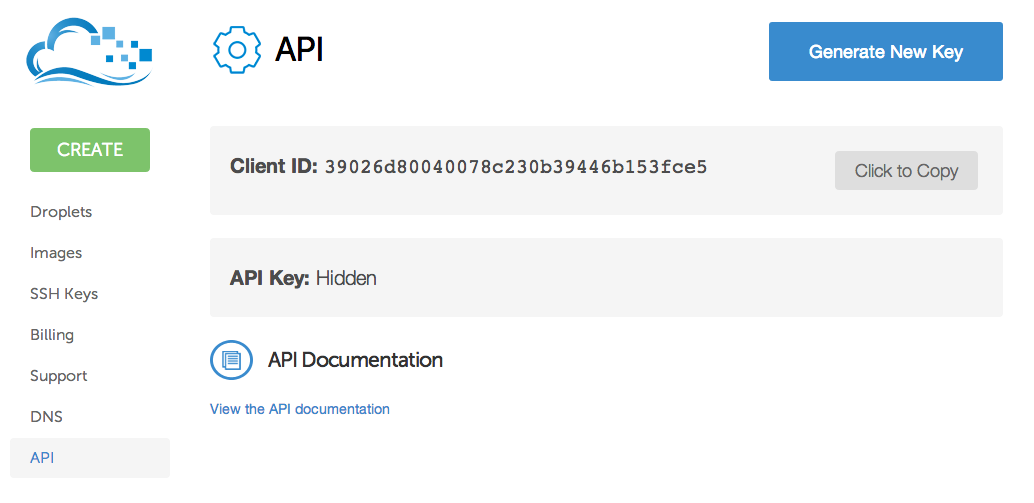 API
Generate New Key
CREATE
Droplets
Images
SSH Keys
Billing
Support
DNS
API
Client ID: 39026d80040078c230b39446b153fce5
Click to Copy
API Key: Hidden
API Documentation
View the API documentation